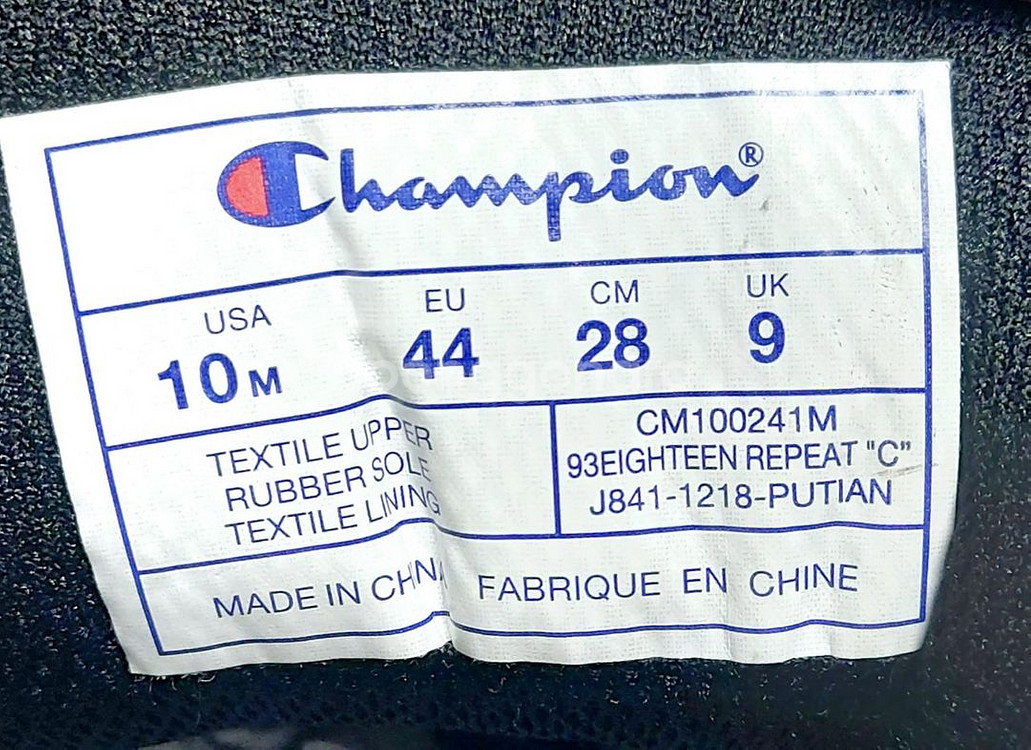 Champion®
USA EU CM UK
10 M 44 28 9
TEXTILE UPPER
RUBBER SOLE
TEXTILE LINING
CM100241M
93EIGHTEEN REPEAT "C"
J841-1218-PUTIAN
MADE IN CHINA FABRIQUE EN CHINE